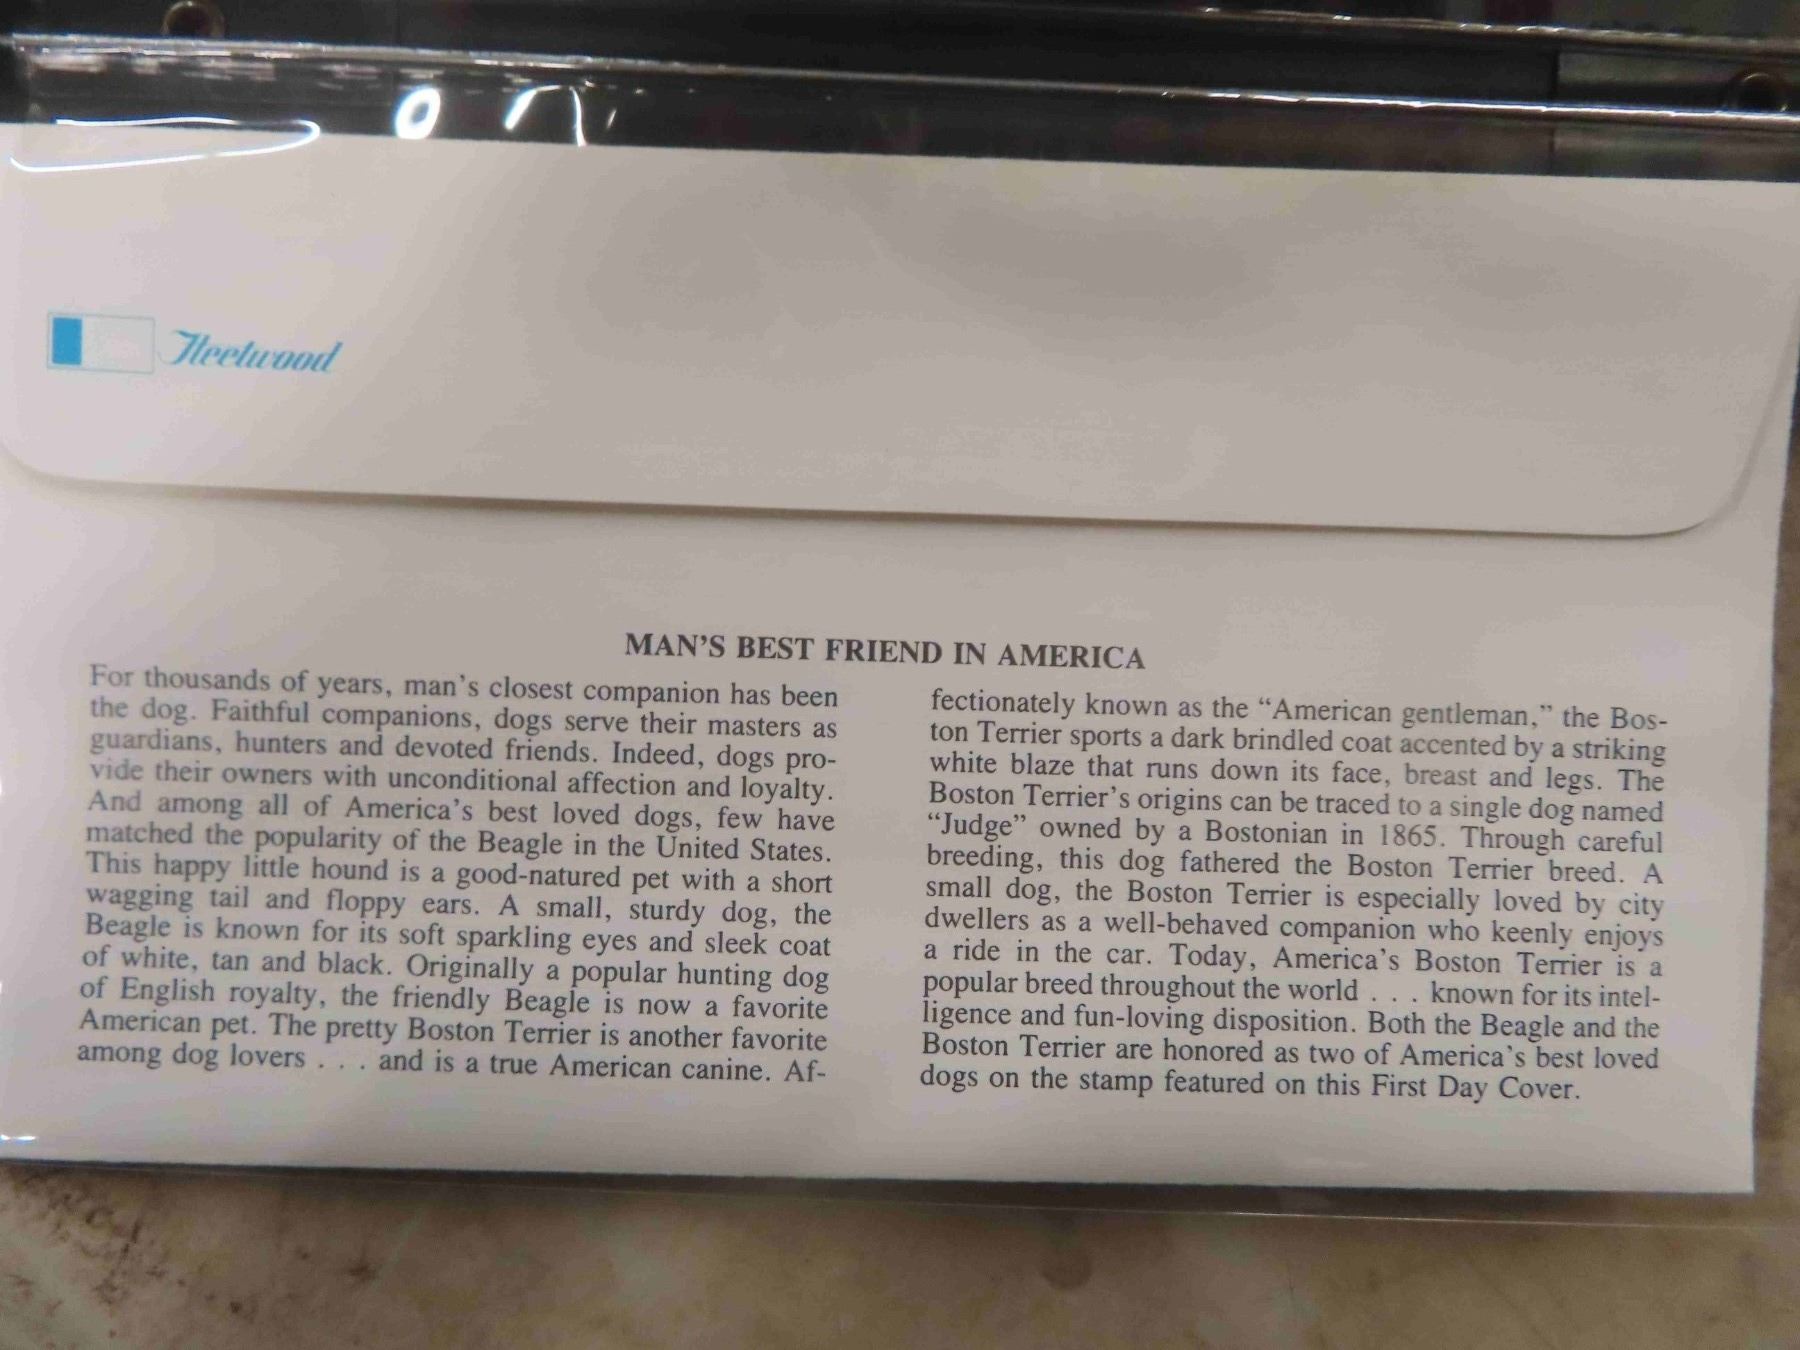 Fleetwood
MAN'S BEST FRIEND IN AMERICA
For thousands of years, man's closest companion has been
the dog. Faithful companions, dogs serve their masters as
guardians, hunters and devoted friends. Indeed, dogs pro-
vide their owners with unconditional affection and loyalty.
And among all of America's best loved dogs, few have
matched the popularity of the Beagle in the United States.
This happy little hound is a good-natured pet with a short
wagging tail and floppy ears. A small, sturdy dog, the
Beagle is known for its soft sparkling eyes and sleek coat
of white, tan and black. Originally a popular hunting dog
of English royalty, the friendly Beagle is now a favorite
American pet. The pretty Boston Terrier is another favorite
among dog lovers . . . and is a true American canine. Af-
fectionately known as the "American gentleman," the Bos-
ton Terrier sports a dark brindled coat accented by a striking
white blaze that runs down its face, breast and legs. The
Boston Terrier's origins can be traced to a single dog named
"Judge" owned by a Bostonian in 1865. Through careful
breeding, this dog fathered the Boston Terrier breed. A
small dog, the Boston Terrier is especially loved by city
dwellers as a well-behaved companion who keenly enjoys
a ride in the car. Today, America's Boston Terrier is a
popular breed throughout the world . . . known for its intel-
ligence and fun-loving disposition. Both the Beagle and the
Boston Terrier are honored as two of America's best loved
dogs on the stamp featured on this First Day Cover.